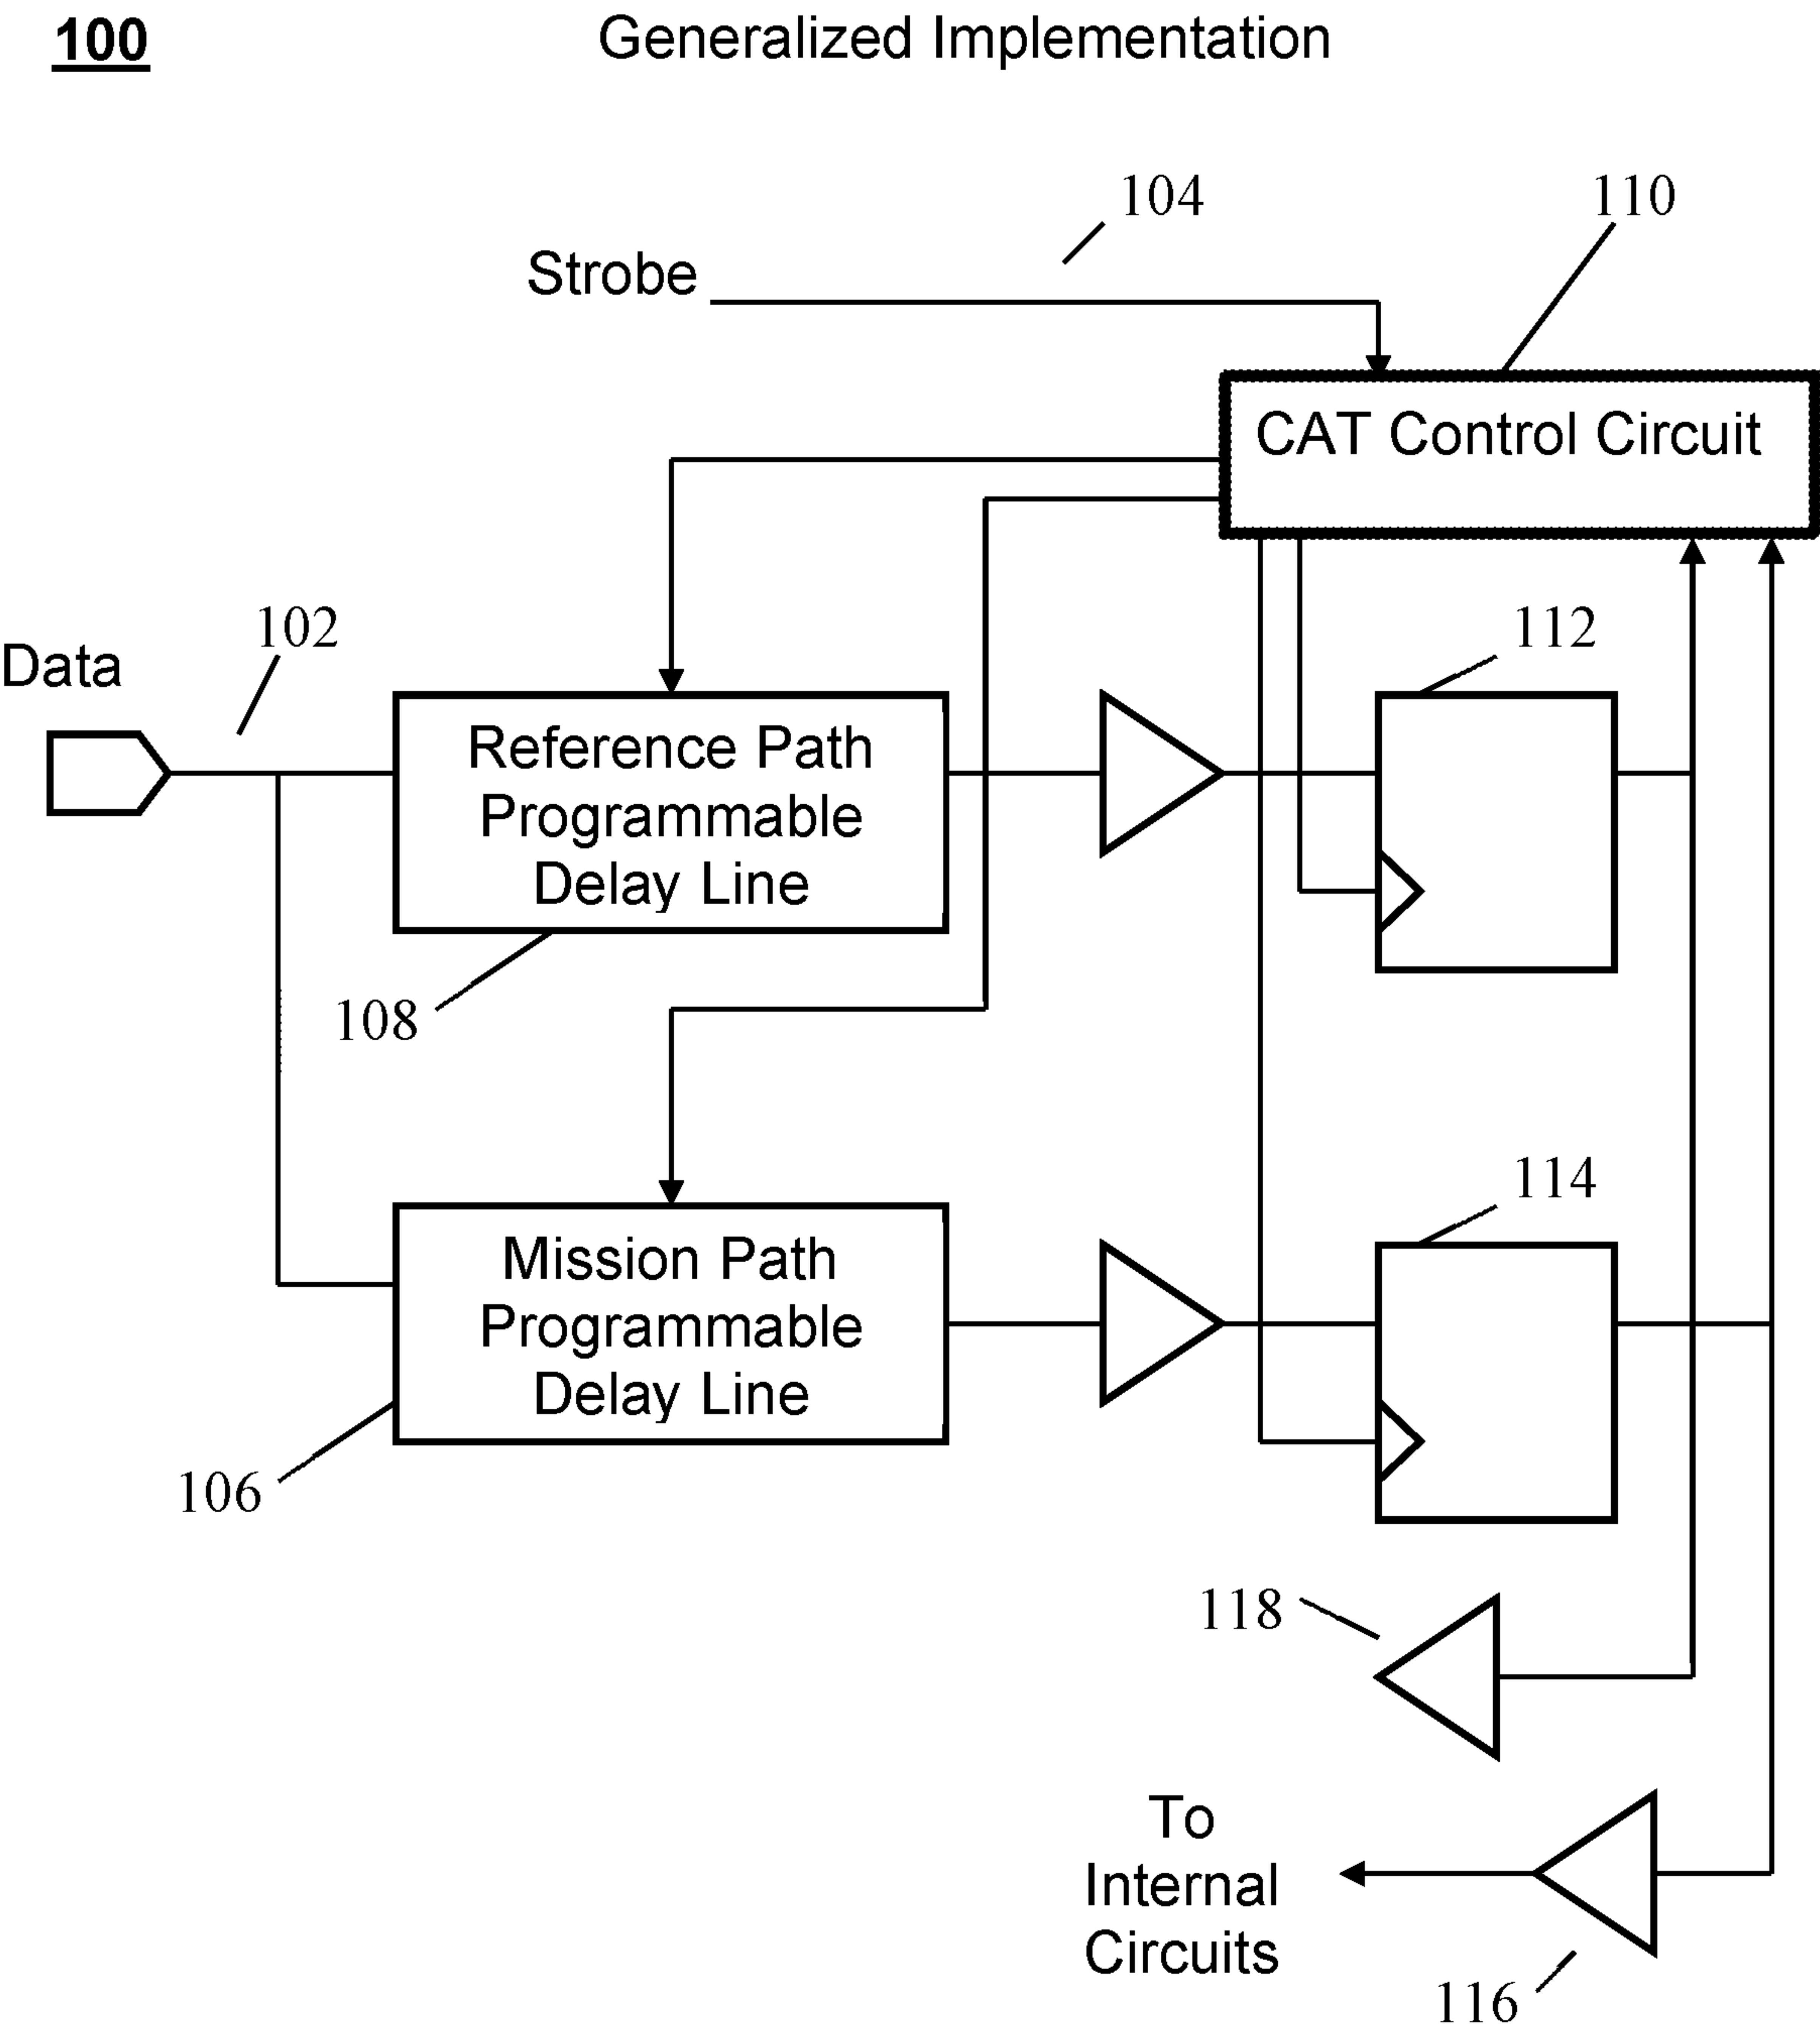 100
Generalized Implementation
104
110
Strobe
CAT Control Circuit
102
112
Data
Reference Path
Programmable
Delay Line
108
114
Mission Path
Programmable
Delay Line
106
118
To
Internal
Circuits
116